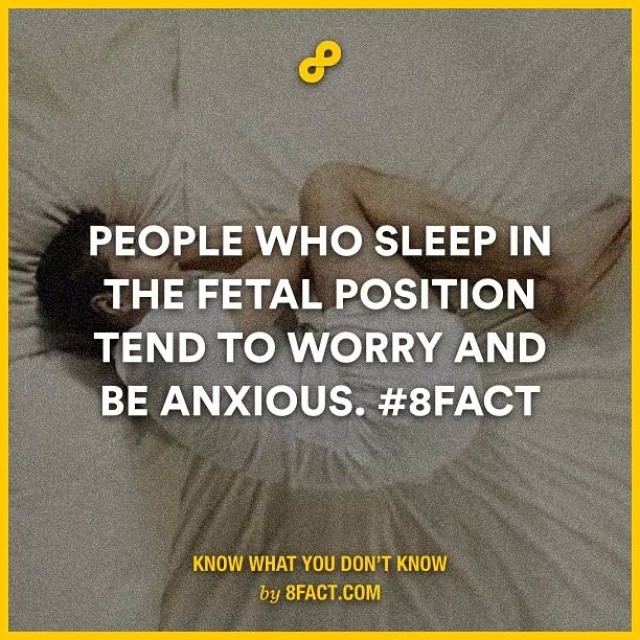 PEOPLE WHO SLEEP IN
THE FETAL POSITION
TEND TO WORRY AND
BE ANXIOUS. #8FACT
KNOW WHAT YOU DON'T KNOW
by 8FACT.COM